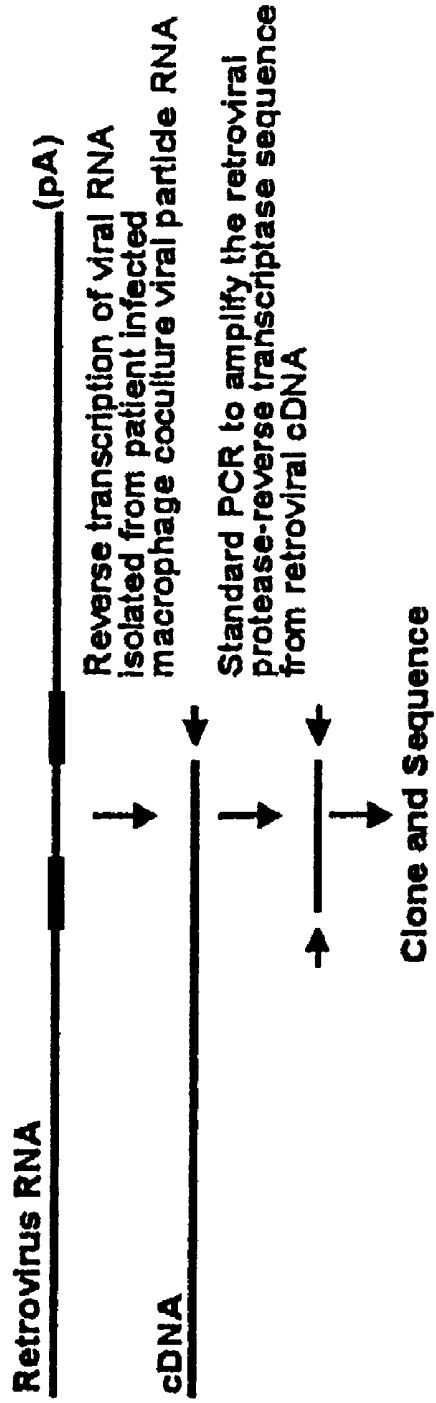 Retrovirus RNA
(pA)
Reverse transcription of viral RNA
isolated from patient infected
macrophage coculture viral particle RNA
cDNA
Standard PCR to amplify the retroviral
protease-reverse transcriptase sequence
from retroviral cDNA
Clone and Sequence